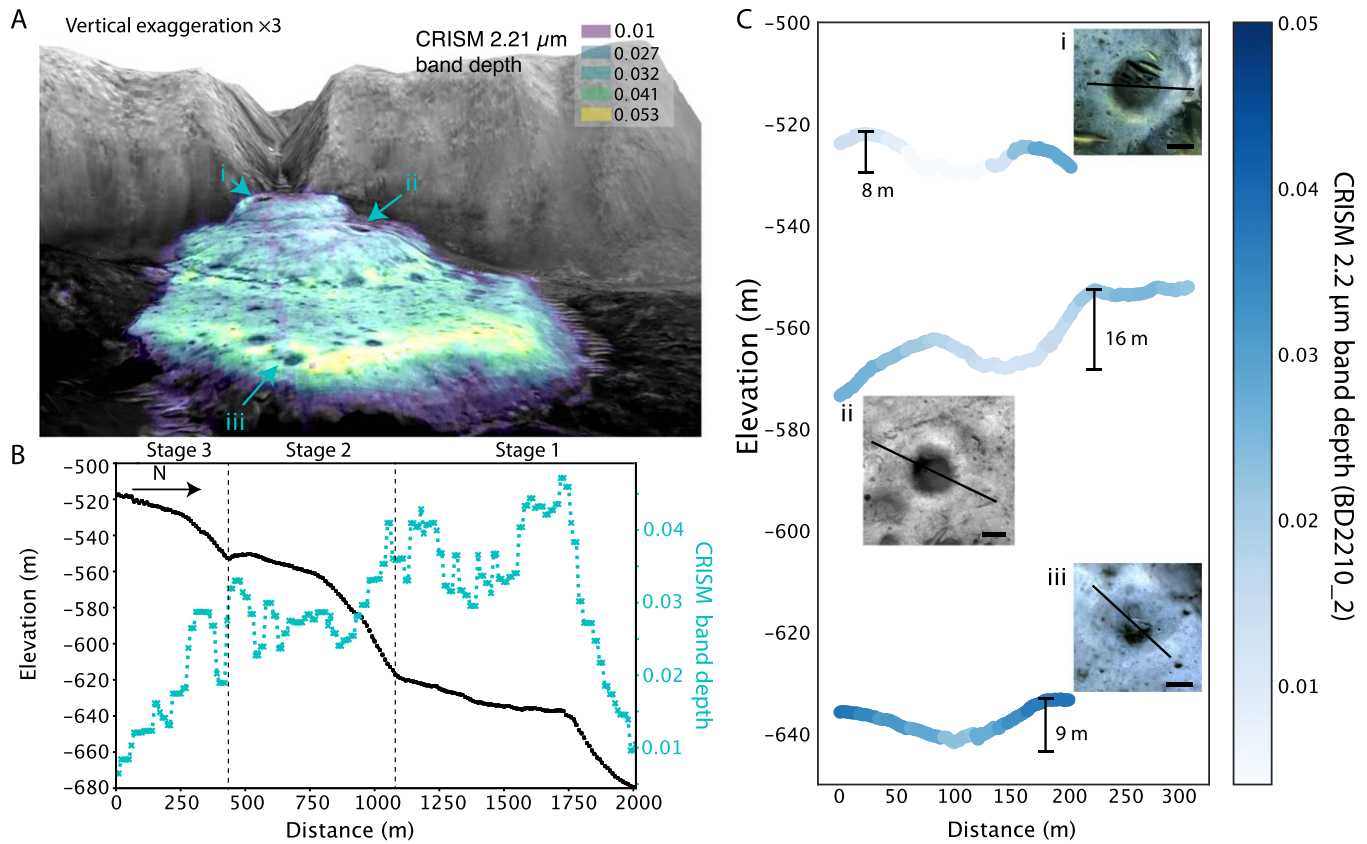 A
Vertical exaggeration ×3
CRISM 2.21 μm
band depth
0.01
0.027
0.032
0.041
0.053
i
ii
iii
B
Stage 3
Stage 2
Stage 1
N
−500
−520
−540
−560
−580
−600
−620
−640
−660
−680
Elevation (m)
0.04
0.03
0.02
0.01
CRISM band depth
0
250
500
750
1000
1250
1500
1750
2000
Distance (m)
C
−500
−520
−540
−560
−580
−600
−620
−640
Elevation (m)
i
8 m
16 m
ii
iii
9 m
0
50
100
150
200
250
300
Distance (m)
0.05
0.04
0.03
0.02
0.01
CRISM 2.2 μm band depth (BD2210_2)